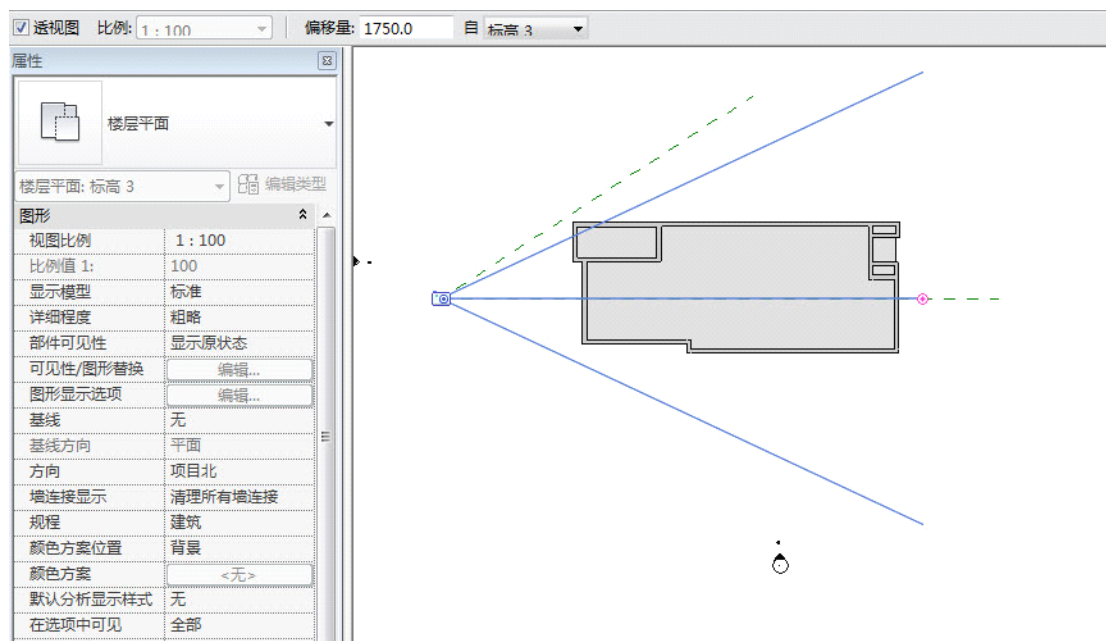 透视图 比例: 1 : 100 偏移量: 1750.0 自 标高 3
属性
楼层平面
楼层平面: 标高 3 编辑类型
图形
视图比例 1 : 100
比例值 1: 100
显示模型 标准
详细程度 粗略
部件可见性 显示原状态
可见性/图形替换 编辑...
图形显示选项 编辑...
基线 无
基线方向 平面
方向 项目北
墙连接显示 清理所有墙连接
规程 建筑
颜色方案位置 背景
颜色方案 <无>
默认分析显示样式 无
在选项中可见 全部